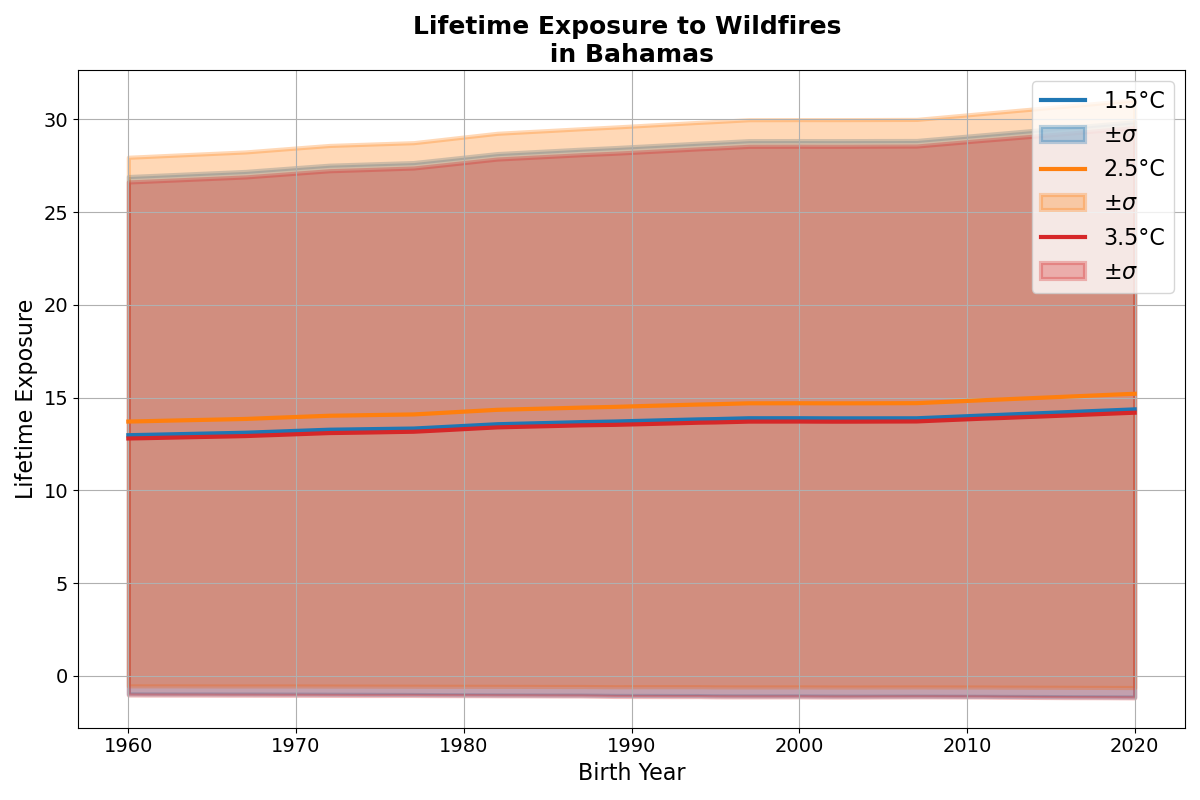 Lifetime Exposure to Wildfires
in Bahamas
Lifetime Exposure
30
25
20
15
10
5
0
1960
1970
1980
1990
2000
2010
2020
Birth Year
1.5°C
±σ
2.5°C
±σ
3.5°C
±σ